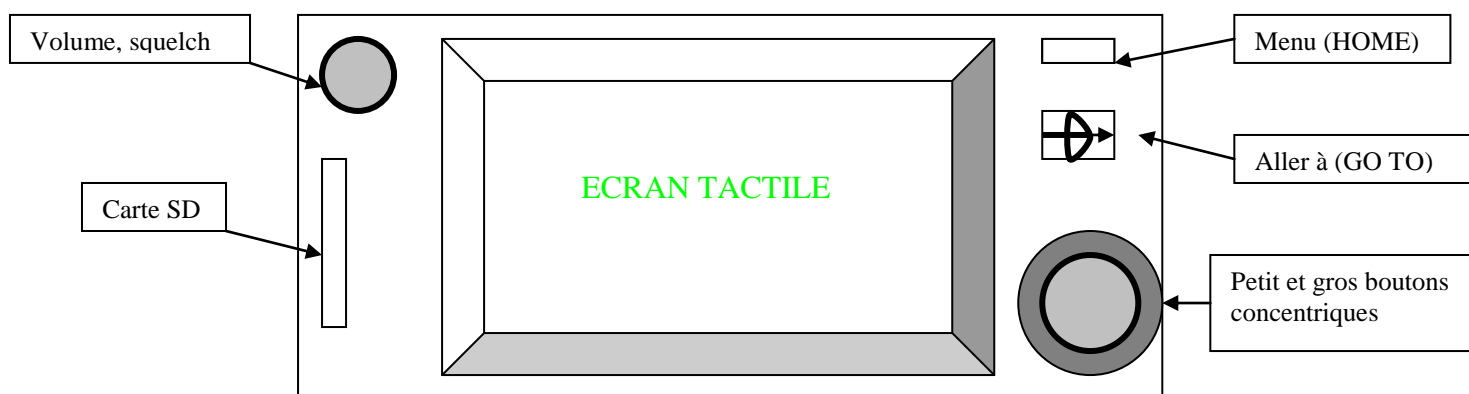 Volume, squelch
Menu (HOME)
Aller à (GO TO)
ECRAN TACTILE
Carte SD
Petit et gros boutons
concentriques